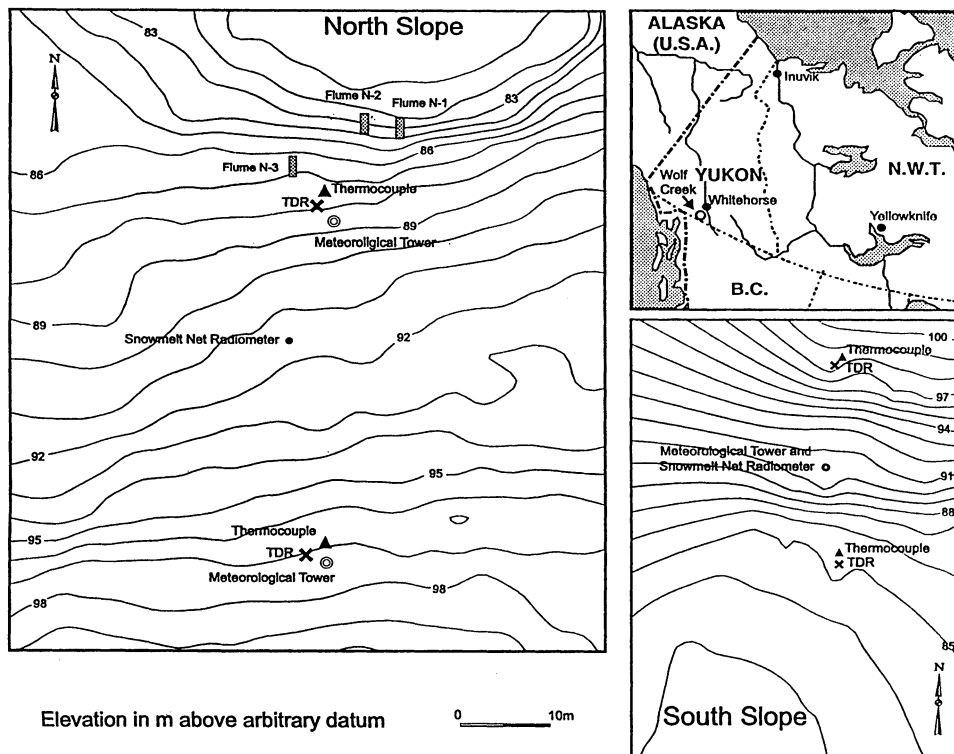 North Slope
83
N
Flume N-2
Flume N-1
83
86
Flume N-3
86
Thermocouple
TDR
89
Meteoroligical Tower
89
Snowmelt Net Radiometer
92
92
95
95
Thermocouple
TDR
Meteorological Tower
98
98
Elevation in m above arbitrary datum
0 10m
ALASKA
(U.S.A.)
Inuvik
N.W.T.
YUKON
Wolf
Creek
Whitehorse
Yellowknife
B.C.
100
Thermocouple
TDR
97
94
Meteorological Tower and
Snowmelt Net Radiometer
91
88
Thermocouple
TDR
85
N
South Slope